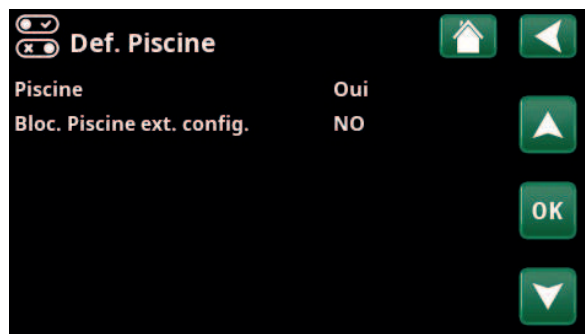 Def. Piscine
Piscine Oui
Bloc. Piscine ext. config. NO
OK